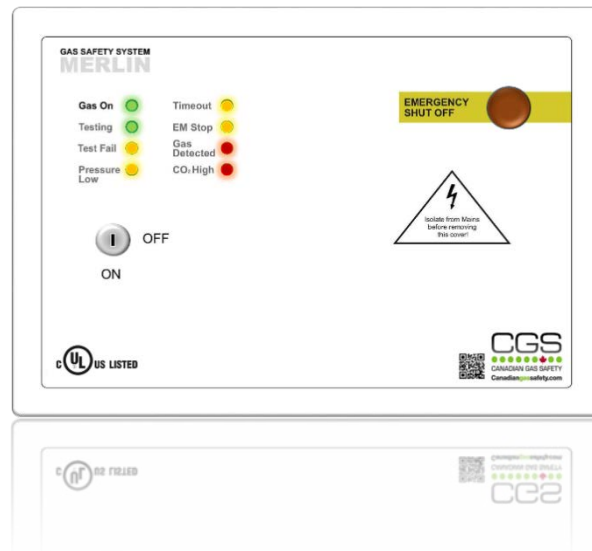 GAS SAFETY SYSTEM
MERLIN
Gas On
Timeout
Testing
EM Stop
Test Fail
Gas
Detected
Pressure
Low
CO₂ High
OFF
ON
EMERGENCY
SHUT OFF
Isolate from Mains
before removing
this cover!
C UL US LISTED
CGS
CANADIAN GAS SAFETY
Canadiangassafety.com